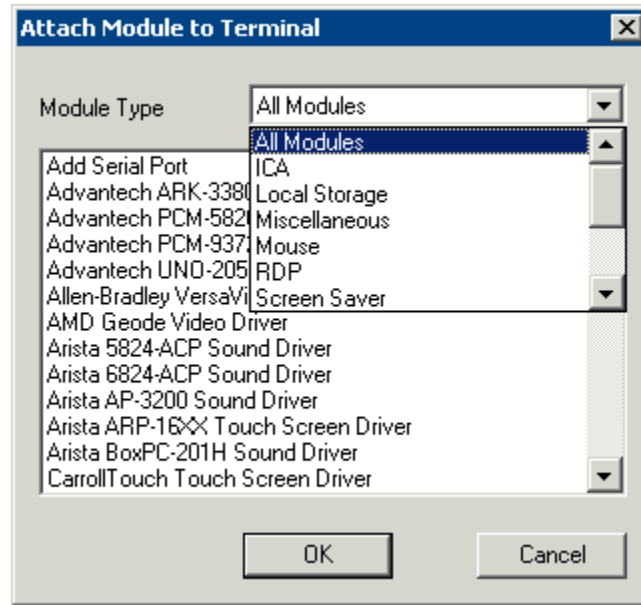 Attach Module to Terminal
Module Type
All Modules
All Modules
ICA
Local Storage
Miscellaneous
Mouse
RDP
Screen Saver
Add Serial Port
Advantech ARK-338
Advantech PCM-582
Advantech PCM-937
Advantech UNO-205
Allen-Bradley VersaVi
AMD Geode Video Driver
Arista 5824-ACP Sound Driver
Arista 6824-ACP Sound Driver
Arista AP-3200 Sound Driver
Arista ARP-16XX Touch Screen Driver
Arista BoxPC-201H Sound Driver
CarrollTouch Touch Screen Driver
OK
Cancel